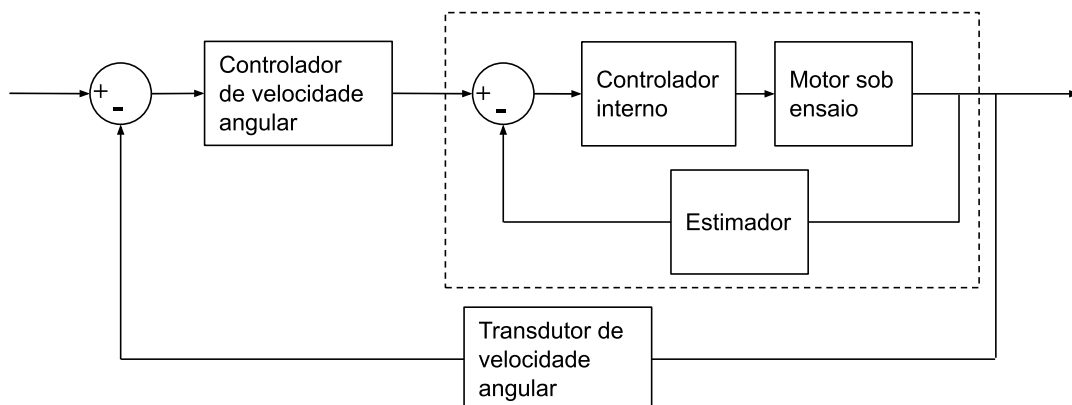 Controlador
de velocidade
angular
+
-
Controlador
interno
Motor sob
ensaio
+
-
Estimador
Transdutor de
velocidade
angular